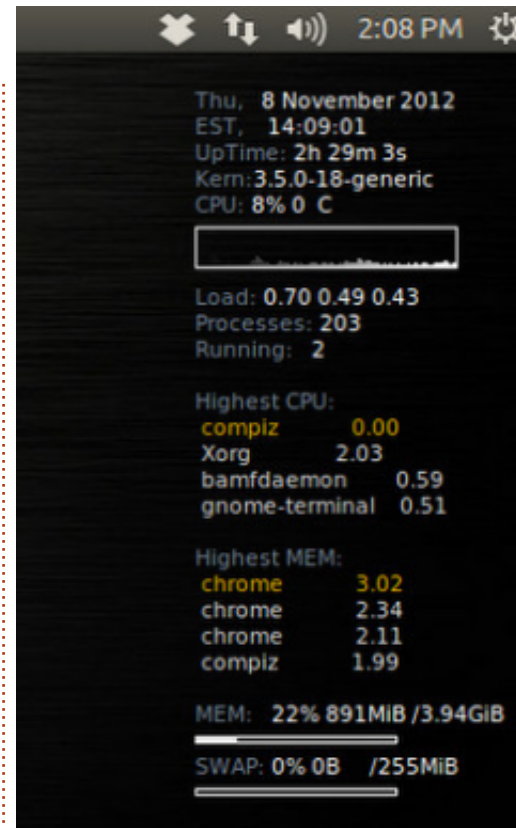 2:08 PM
Thu, 8 November 2012
EST, 14:09:01
UpTime: 2h 29m 3s
Kern:3.5.0-18-generic
CPU: 8% 0 C
Load: 0.70 0.49 0.43
Processes: 203
Running: 2
Highest CPU:
compiz 0.00
Xorg 2.03
bamfdaemon 0.59
gnome-terminal 0.51
Highest MEM:
chrome 3.02
chrome 2.34
chrome 2.11
compiz 1.99
MEM: 22% 891MiB /3.94GiB
SWAP: 0% 0B /255MiB